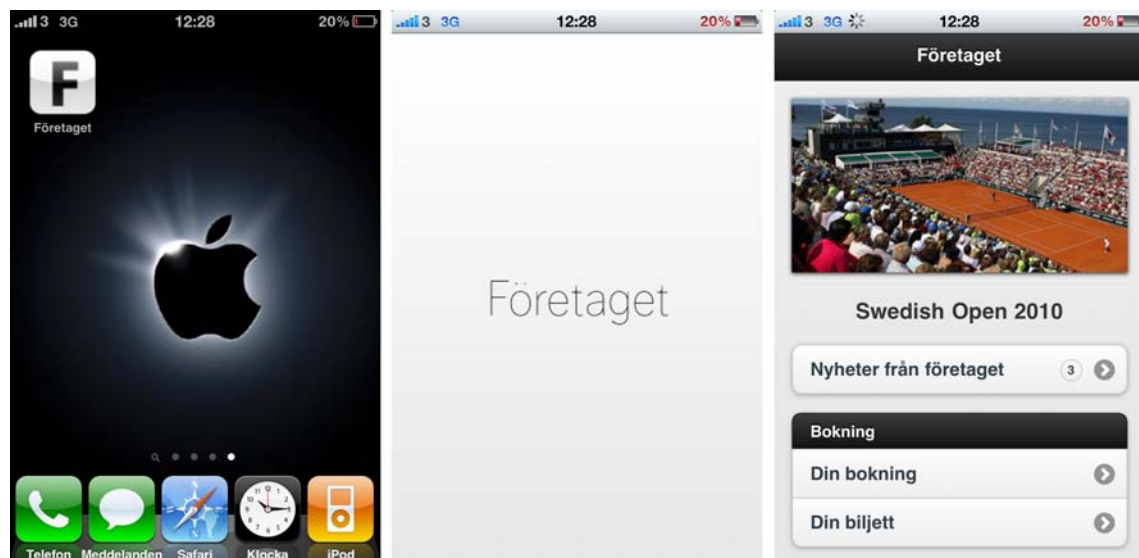 3 3G 12:28 20%
F
Företaget
Telefon Meddelanden Safari Klocka iPod
3 3G 12:28 20%
Företaget
3 3G 12:28 20%
Företaget
Swedish Open 2010
Nyheter från företaget 3
Bokning
Din bokning
Din biljett